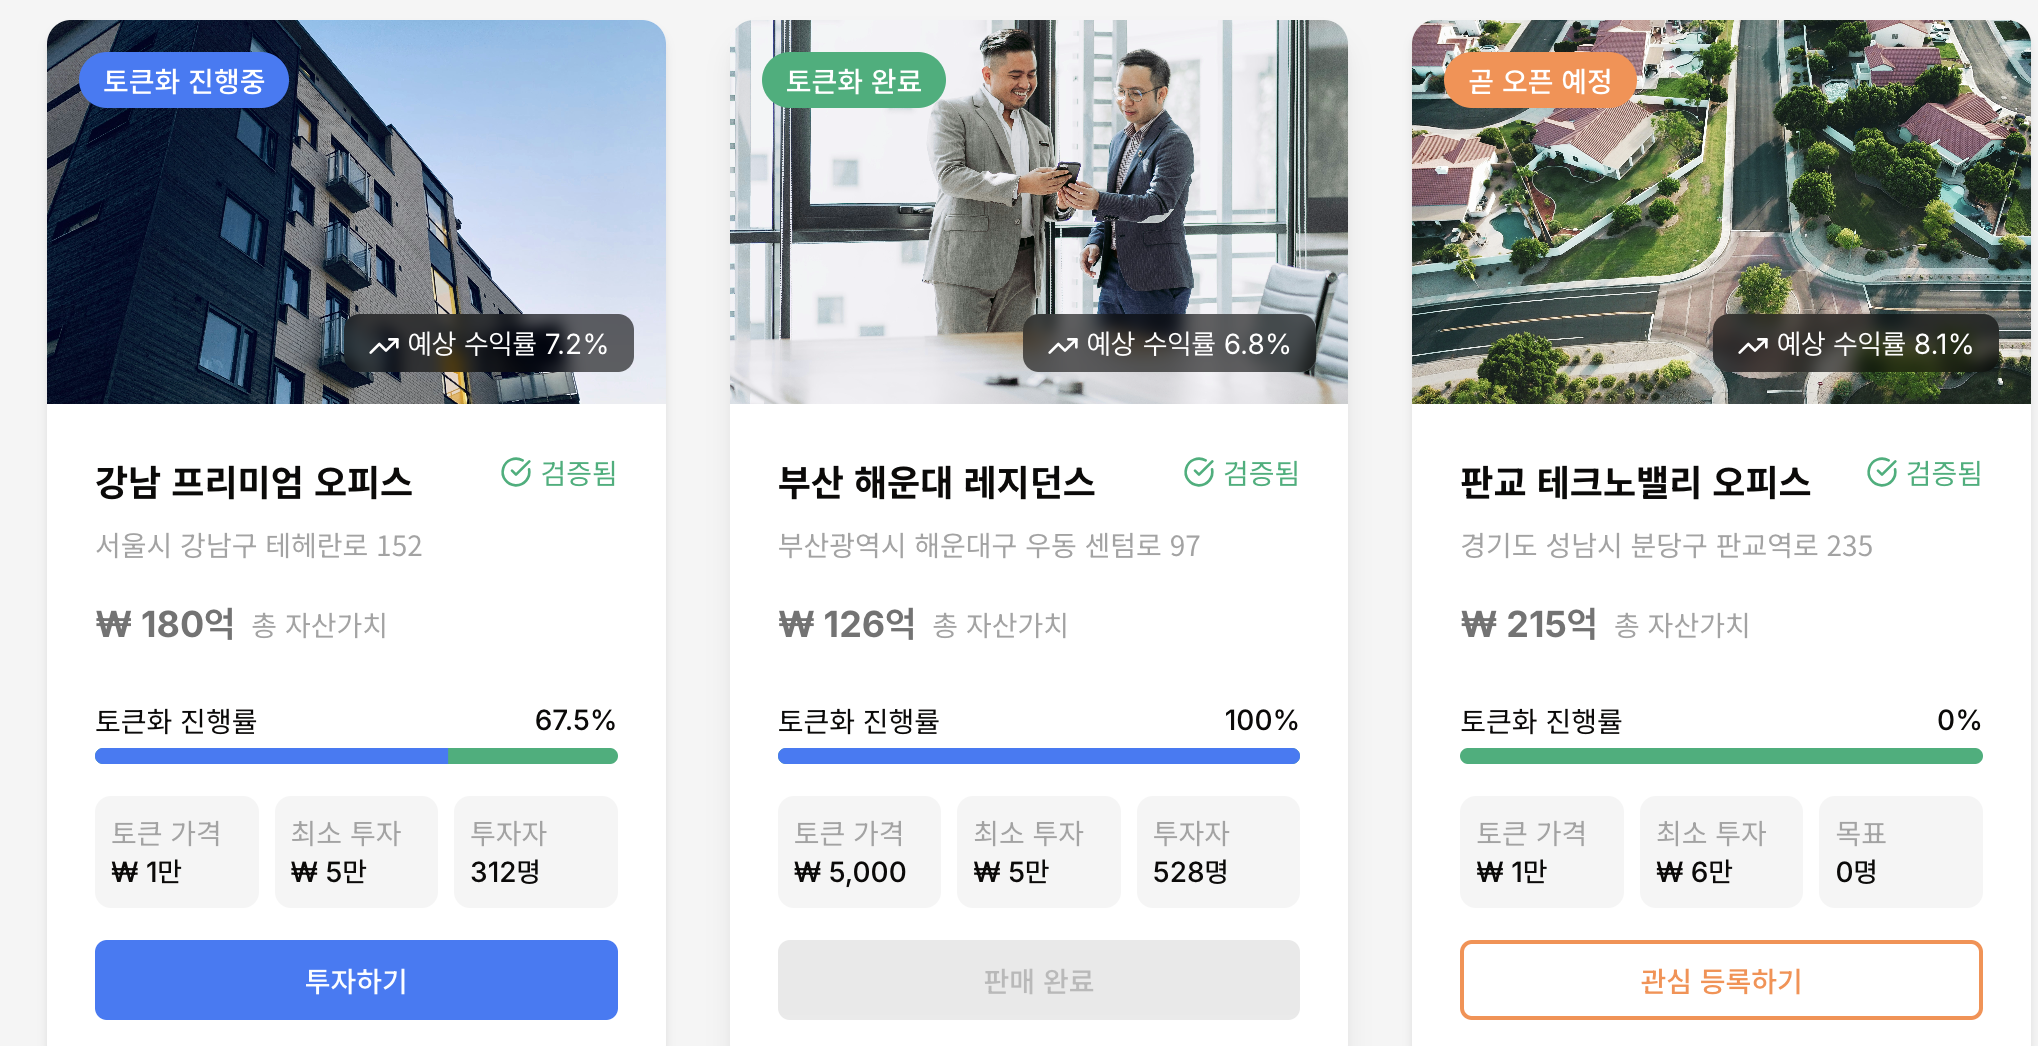 토큰화 진행중
예상 수익률 7.2%
강남 프리미엄 오피스
검증됨
서울시 강남구 테헤란로 152
₩ 180억 총 자산가치
토큰화 진행률 67.5%
토큰 가격
₩ 1만
최소 투자
₩ 5만
투자자
312명
투자하기
토큰화 완료
예상 수익률 6.8%
부산 해운대 레지던스
검증됨
부산광역시 해운대구 우동 센텀로 97
₩ 126억 총 자산가치
토큰화 진행률 100%
토큰 가격
₩ 5,000
최소 투자
₩ 5만
투자자
528명
판매 완료
곧 오픈 예정
예상 수익률 8.1%
판교 테크노밸리 오피스
검증됨
경기도 성남시 분당구 판교역로 235
₩ 215억 총 자산가치
토큰화 진행률 0%
토큰 가격
₩ 1만
최소 투자
₩ 6만
목표
0명
관심 등록하기